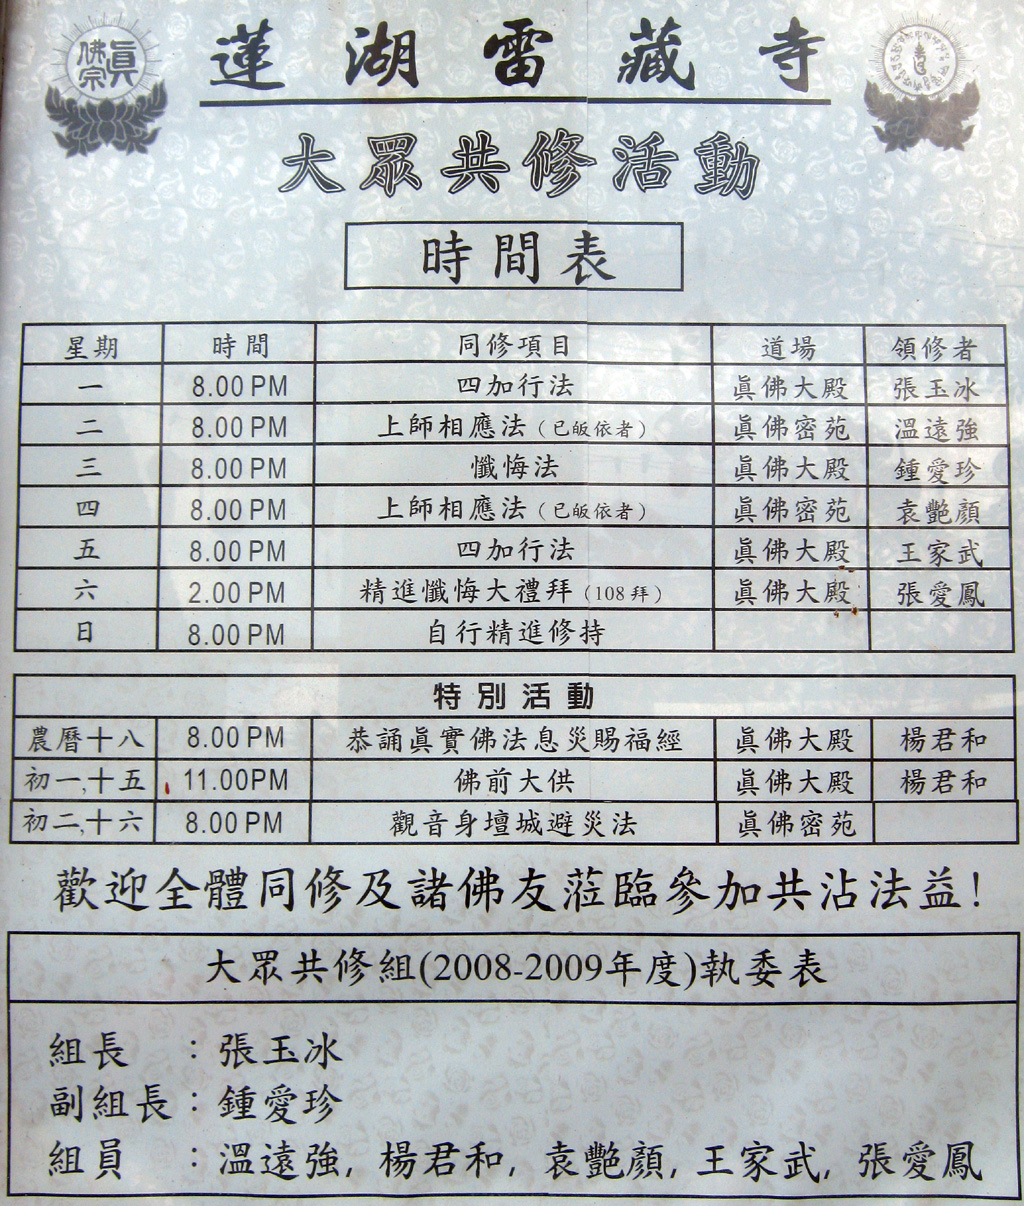 眞佛宗
蓮湖雷藏寺
大眾共修活動
時間表
星期 時間 同修項目 道場 領修者
一 8.00 PM 四加行法 眞佛大殿 張玉冰
二 8.00 PM 上師相應法（已皈依者） 眞佛密苑 溫遠強
三 8.00 PM 懺悔法 眞佛大殿 鍾愛珍
四 8.00 PM 上師相應法（已皈依者） 眞佛密苑 袁艷顏
五 8.00 PM 四加行法 眞佛大殿 王家武
六 2.00 PM 精進懺悔大禮拜（108 拜） 眞佛大殿 張愛鳳
日 8.00 PM 自行精進修持
特別活動
農曆十八 8.00 PM 恭誦眞實佛法息災賜福經 眞佛大殿 楊君和
初一,十五 11.00PM 佛前大供 眞佛大殿 楊君和
初二,十六 8.00 PM 觀音身壇城避災法 眞佛密苑
歡迎全體同修及諸佛友蒞臨參加共沾法益!
大眾共修組(2008-2009年度)執委表
組長 : 張玉冰
副組長 : 鍾愛珍
組員 : 溫遠強, 楊君和, 袁艷顏, 王家武, 張愛鳳